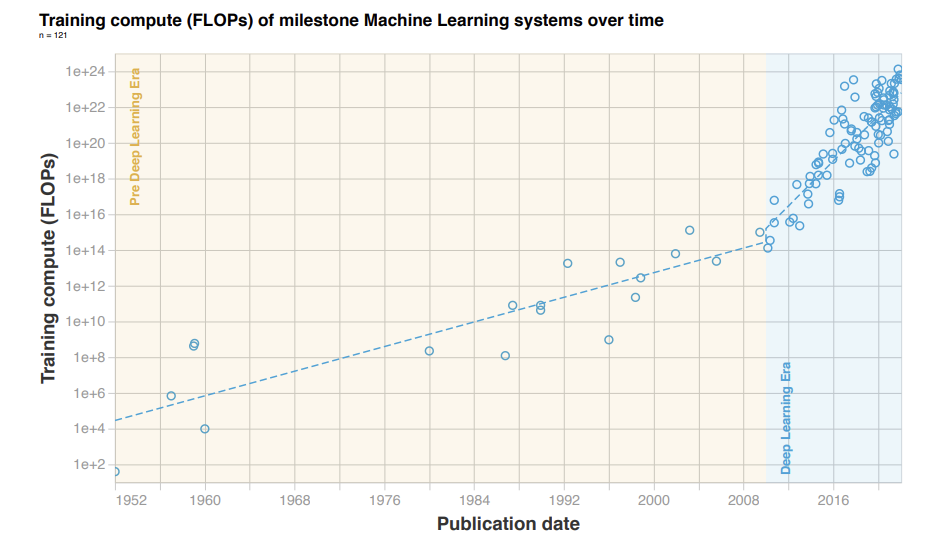 Training compute (FLOPs) of milestone Machine Learning systems over time
n = 121
Training compute (FLOPs)
1e+24
1e+22
1e+20
1e+18
1e+16
1e+14
1e+12
1e+10
1e+8
1e+6
1e+4
1e+2
Pre Deep Learning Era
Deep Learning Era
1952 1960 1968 1976 1984 1992 2000 2008 2016
Publication date